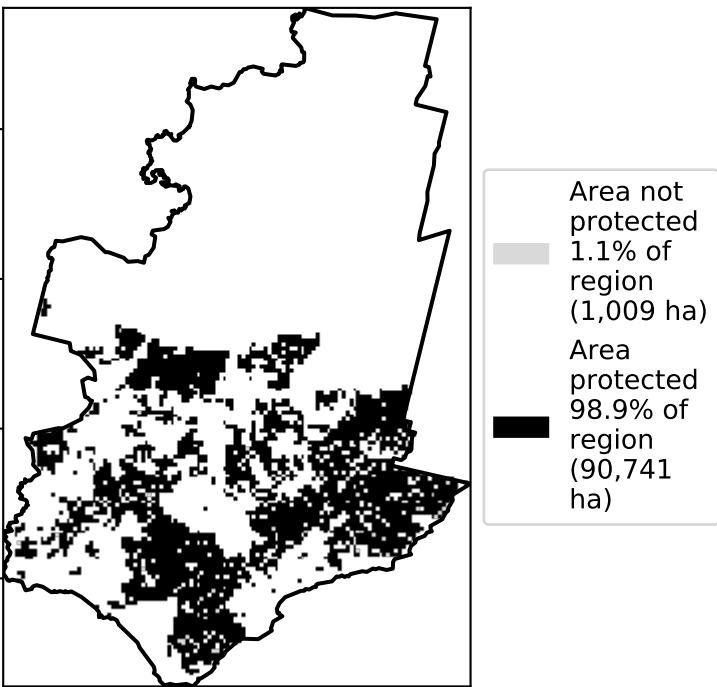 Area not
protected
1.1% of
region
(1,009 ha)
Area
protected
98.9% of
region
(90,741
ha)